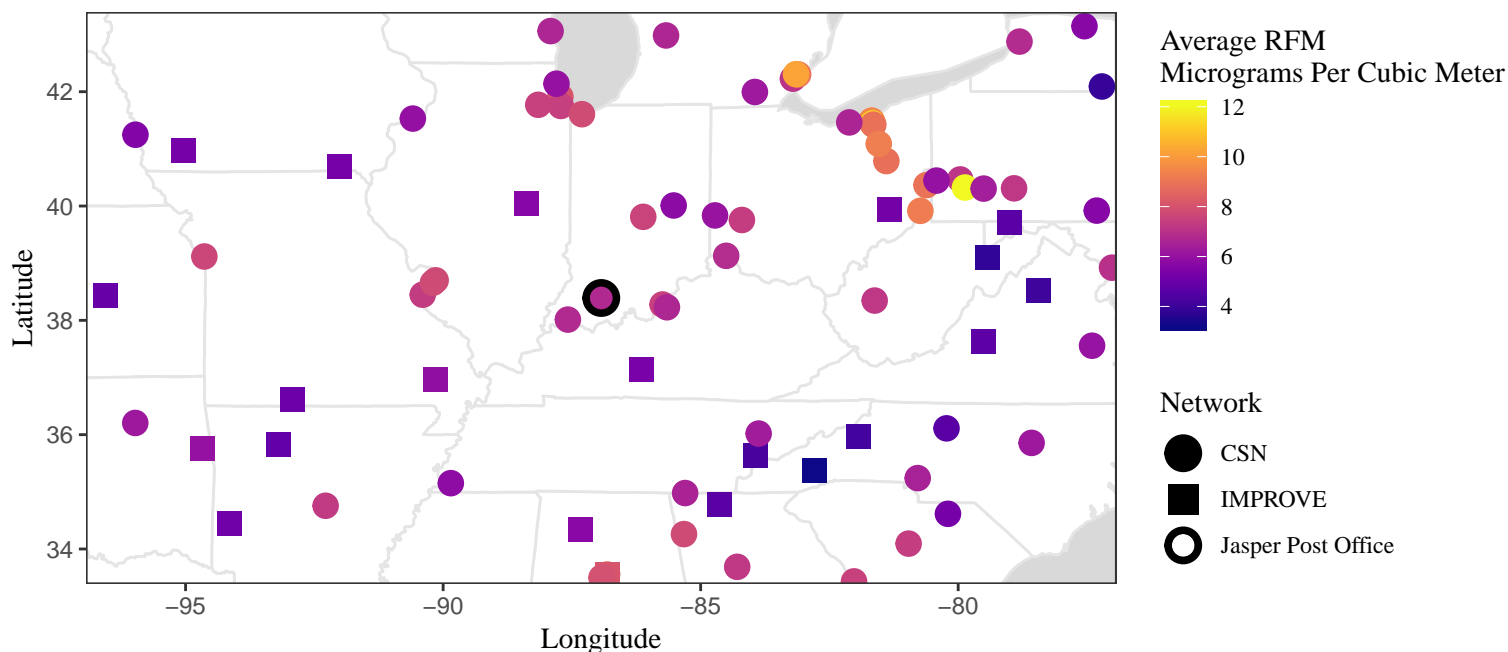 Average RFM
Micrograms Per Cubic Meter
12
10
8
6
4
Network
CSN
IMPROVE
Jasper Post Office
Latitude
42
40
38
36
34
−95
−90
−85
−80
Longitude